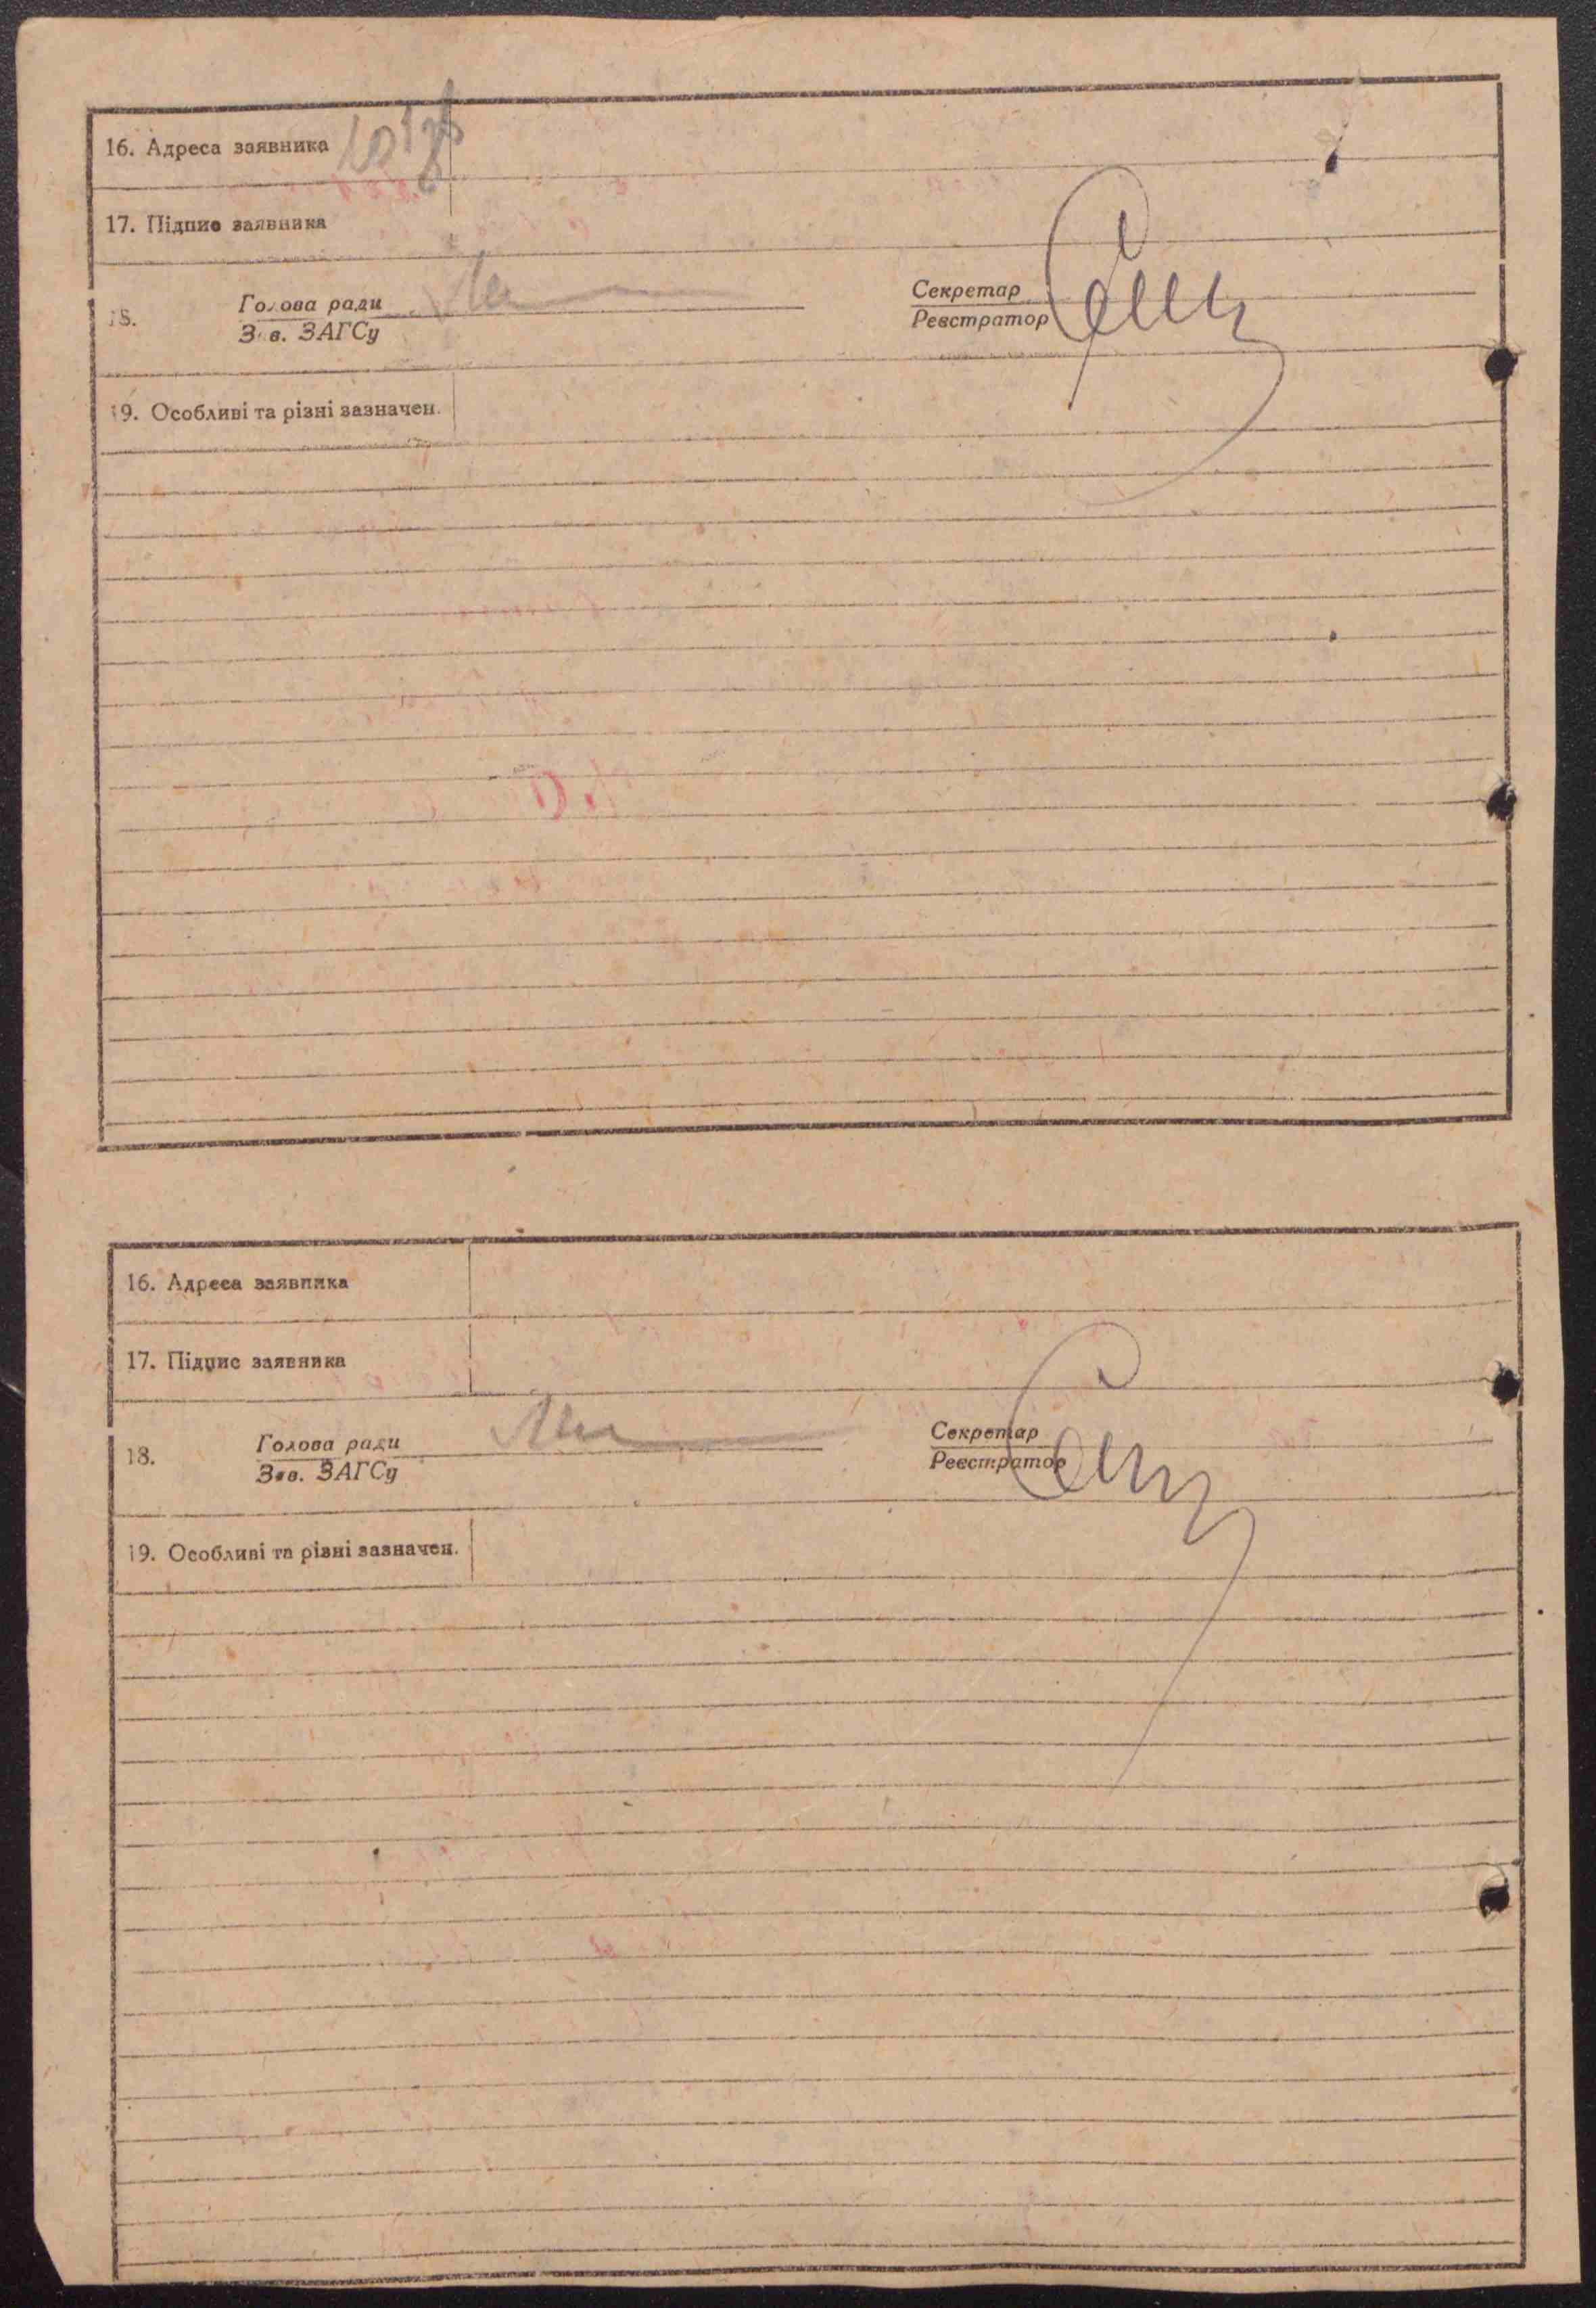 16. Адреса заявника
17. Підпис заявника
18. Голова ради
Зав. ЗАГСу
Секретар
Реєстратор
19. Особливі та різні зазначен.
16. Адреса заявника
17. Підпис заявника
18. Голова ради
Зав. ЗАГСу
Секретар
Реєстратор
19. Особливі та різні зазначен.